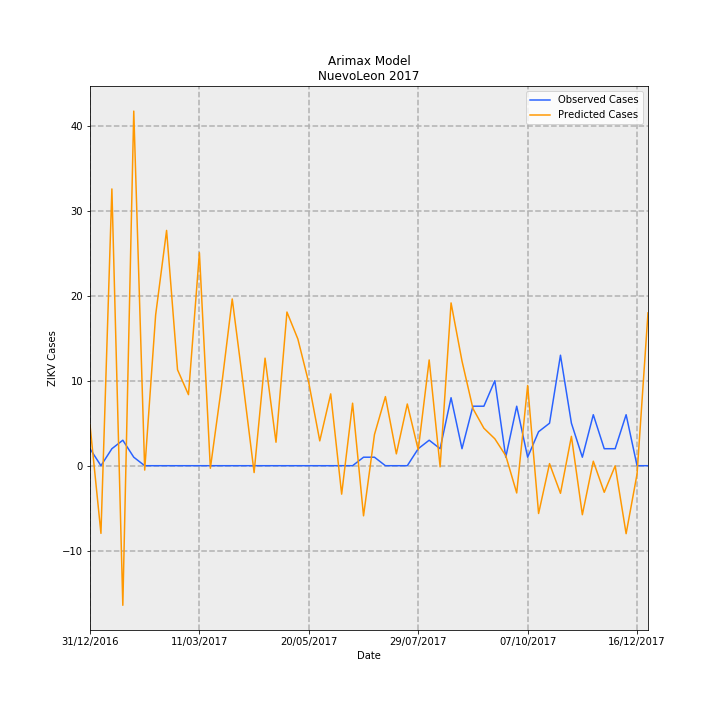 Arimax Model
NuevoLeon 2017
Observed Cases
Predicted Cases
ZIKV Cases
40
30
20
10
0
−10
31/12/2016
11/03/2017
20/05/2017
29/07/2017
07/10/2017
16/12/2017
Date